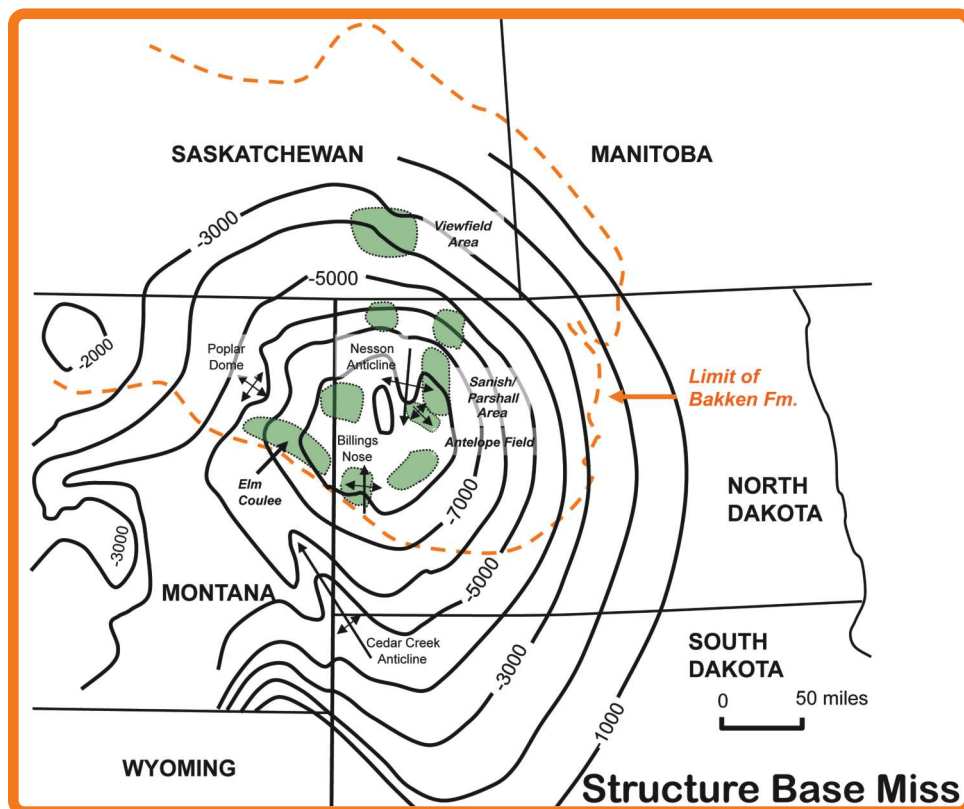 SASKATCHEWAN
MANITOBA
-3000
Viewfield
Area
-5000
-2000
Poplar
Dome
Nesson
Anticline
Sanish/
Parshall
Area
Limit of
Bakken Fm.
Antelope Field
Billings
Nose
Elm
Coulee
-7000
NORTH
DAKOTA
-3000
-5000
MONTANA
Cedar Creek
Anticline
SOUTH
DAKOTA
-3000
0 50 miles
1000
WYOMING
Structure Base Miss